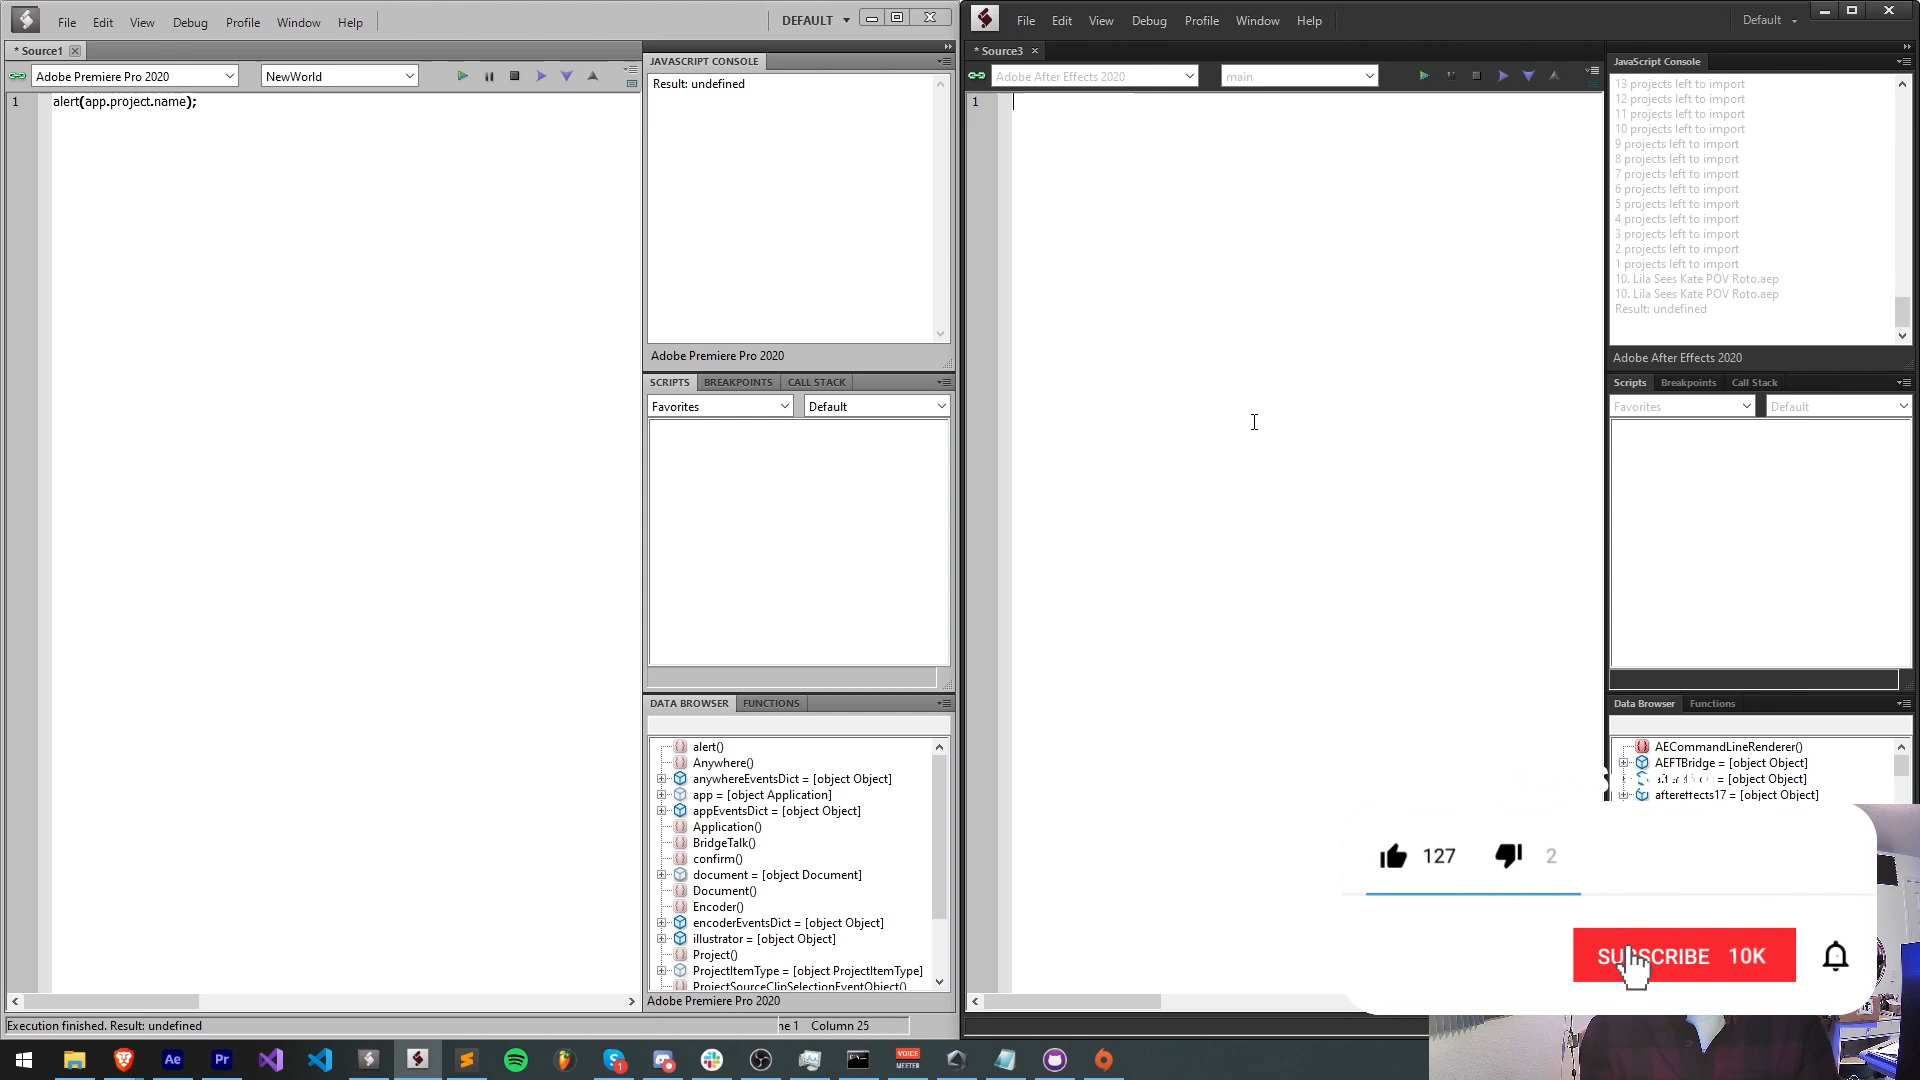 File Edit View Debug Profile Window Help
DEFAULT
* Source1
Adobe Premiere Pro 2020
NewWorld
1
alert(app.project.name);
JAVASCRIPT CONSOLE
Result: undefined
Adobe Premiere Pro 2020
SCRIPTS BREAKPOINTS CALL STACK
Favorites
Default
DATA BROWSER FUNCTIONS
alert()
Anywhere()
anywhereEventsDict = [object Object]
app = [object Application]
appEventsDict = [object Object]
Application()
BridgeTalk()
confirm()
document = [object Document]
Document()
Encoder()
encoderEventsDict = [object Object]
illustrator = [object Object]
Project()
ProjectItemType = [object ProjectItemType]
ProjectSourceClipSelectionEventObject()
Adobe Premiere Pro 2020
Execution finished. Result: undefined
ne 1 Column 25
File Edit View Debug Profile Window Help
Default
* Source3
Adobe After Effects 2020
main
1
JavaScript Console
13 projects left to import
12 projects left to import
11 projects left to import
10 projects left to import
9 projects left to import
8 projects left to import
7 projects left to import
6 projects left to import
5 projects left to import
4 projects left to import
3 projects left to import
2 projects left to import
1 projects left to import
10. Lila Sees Kate POV Roto.aep
10. Lila Sees Kate POV Roto.aep
Result: undefined
Adobe After Effects 2020
Scripts Breakpoints Call Stack
Favorites
Default
Data Browser Functions
AECommandLineRenderer()
AEFTBridge = [object Object]
= [object Object]
aftereffects17 = [object Object]
127
2
SUBSCRIBE 10K
Ae
Pr
1
VOICE
MEETER